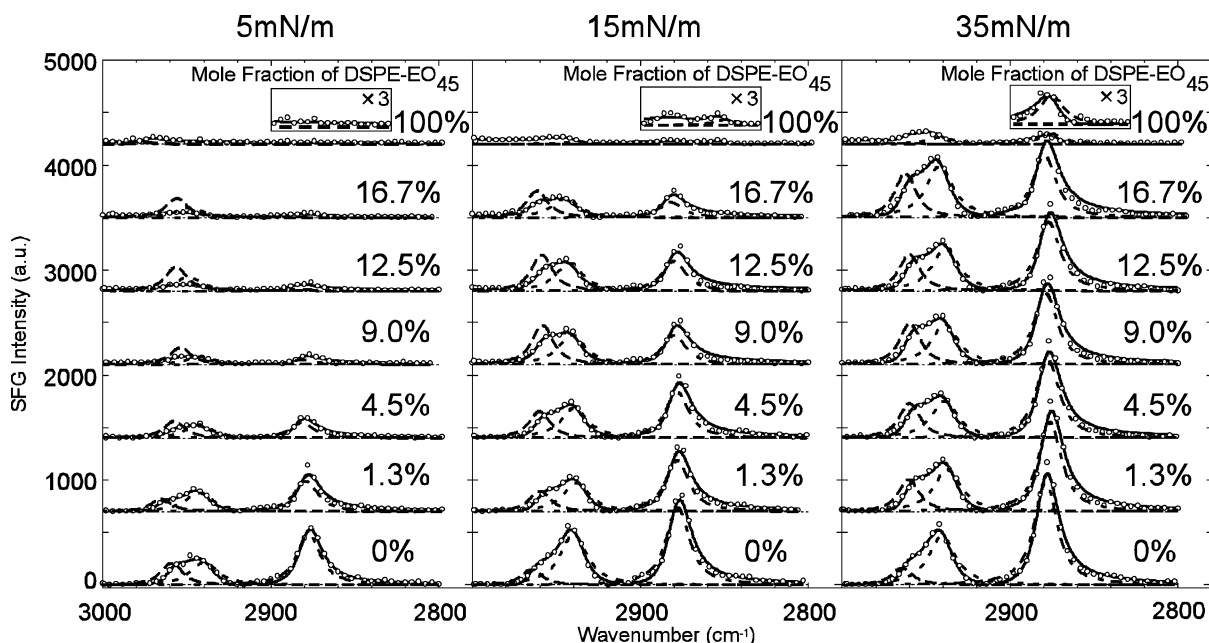 5mN/m 15mN/m 35mN/m
5000 Mole Fraction of DSPE-EO45 Mole Fraction of DSPE-EO45 Mole Fraction of DSPE-EO45
×3 ×3 ×3
100% 100% 100%
4000
16.7% 16.7% 16.7%
12.5% 12.5% 12.5%
3000
9.0% 9.0% 9.0%
2000
4.5% 4.5% 4.5%
1000 1.3% 1.3% 1.3%
0% 0% 0%
0
3000 2900 2800 2900 2800 2900 2800
Wavenumber (cm-1)
SFG Intensity (a.u.)